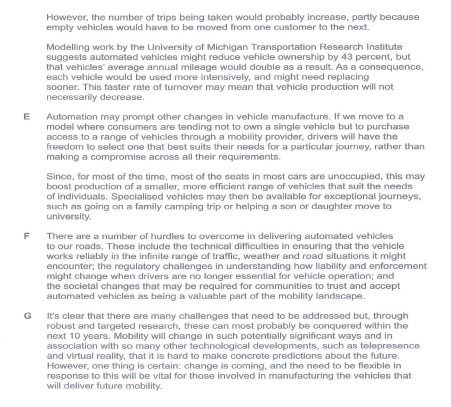 However, the number of trips being taken would probably increase, partly because
empty vehicles would have to be moved from one customer to the next.
Modelling work by the University of Michigan Transportation Research Institute
suggests automated vehicles might reduce vehicle ownership by 43 percent, but
that vehicles' average annual mileage would double as a result. As a consequence,
each vehicle would be used more intensively, and might need replacing
sooner. This faster rate of turnover may mean that vehicle production will not
necessarily decrease.
E Automation may prompt other changes in vehicle manufacture. If we move to a
model where consumers are tending not to own a single vehicle but to purchase
access to a range of vehicles through a mobility provider, drivers will have the
freedom to select one that best suits their needs for a particular journey, rather than
making a compromise across all their requirements.
Since, for most of the time, most of the seats in most cars are unoccupied, this may
boost production of a smaller, more efficient range of vehicles that suit the needs
of individuals. Specialised vehicles may then be available for exceptional journeys,
such as going on a family camping trip or helping a son or daughter move to
university.
F There are a number of hurdles to overcome in delivering automated vehicles
to our roads. These include the technical difficulties in ensuring that the vehicle
works reliably in the infinite range of traffic, weather and road situations it might
encounter; the regulatory challenges in understanding how liability and enforcement
might change when drivers are no longer essential for vehicle operation; and
the societal changes that may be required for communities to trust and accept
automated vehicles as being a valuable part of the mobility landscape.
G It's clear that there are many challenges that need to be addressed but, through
robust and targeted research, these can most probably be conquered within the
next 10 years. Mobility will change in such potentially significant ways and in
association with so many other technological developments, such as telepresence
and virtual reality, that it is hard to make concrete predictions about the future.
However, one thing is certain: change is coming, and the need to be flexible in
response to this will be vital for those involved in manufacturing the vehicles that
will deliver future mobility.